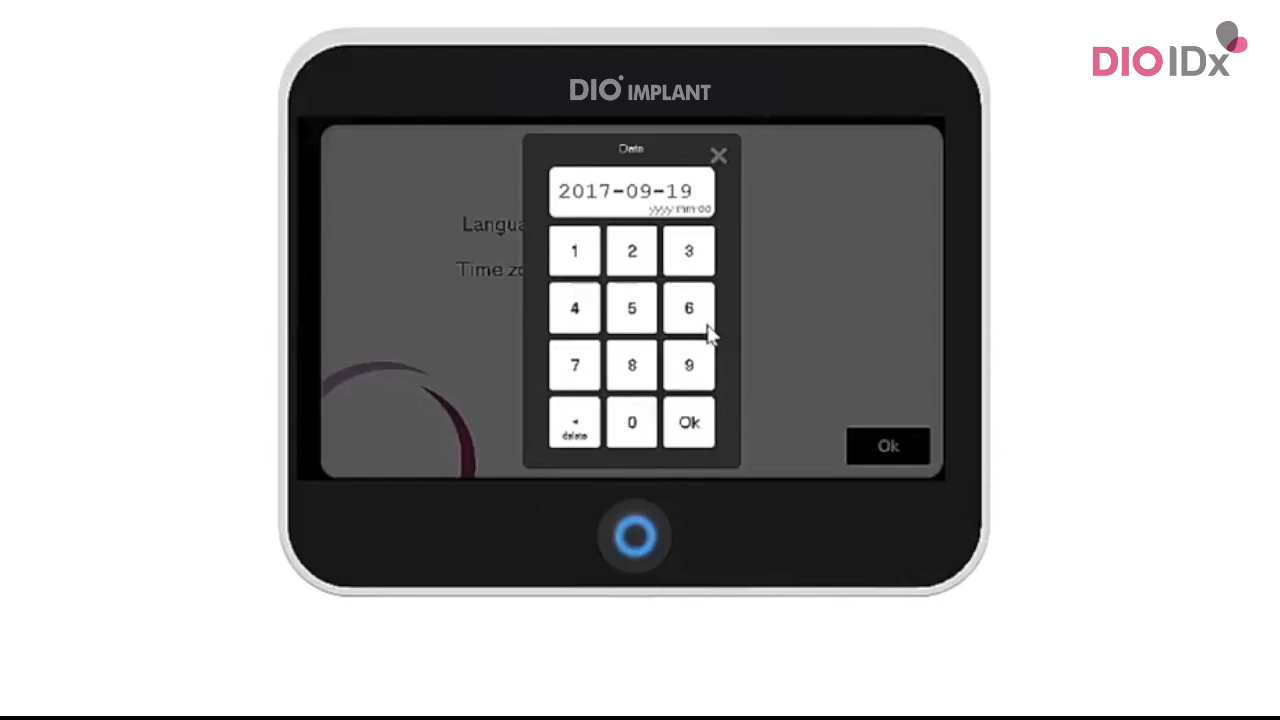 DIO IDx
DIO IMPLANT
Date
2017-09-19
yyyy-mm-dd
Langua
Time zo
1 2 3
4 5 6
7 8 9
delete 0 Ok
Ok